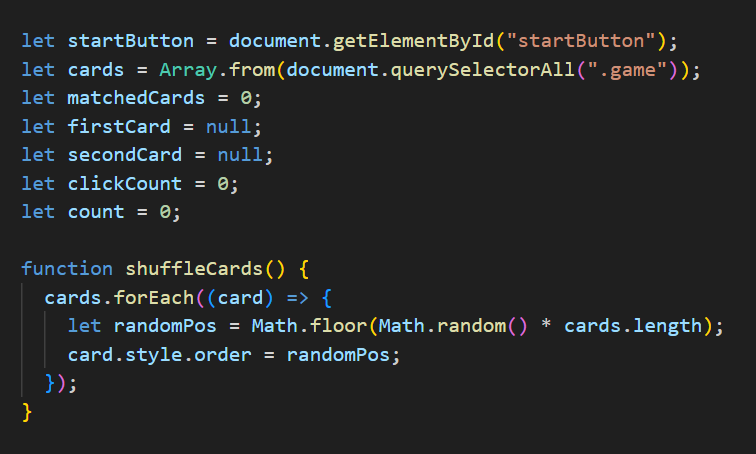 let startButton = document.getElementById("startButton");
let cards = Array.from(document.querySelectorAll(".game"));
let matchedCards = 0;
let firstCard = null;
let secondCard = null;
let clickCount = 0;
let count = 0;

function shuffleCards() {
  cards.forEach((card) => {
    let randomPos = Math.floor(Math.random() * cards.length);
    card.style.order = randomPos;
  });
}